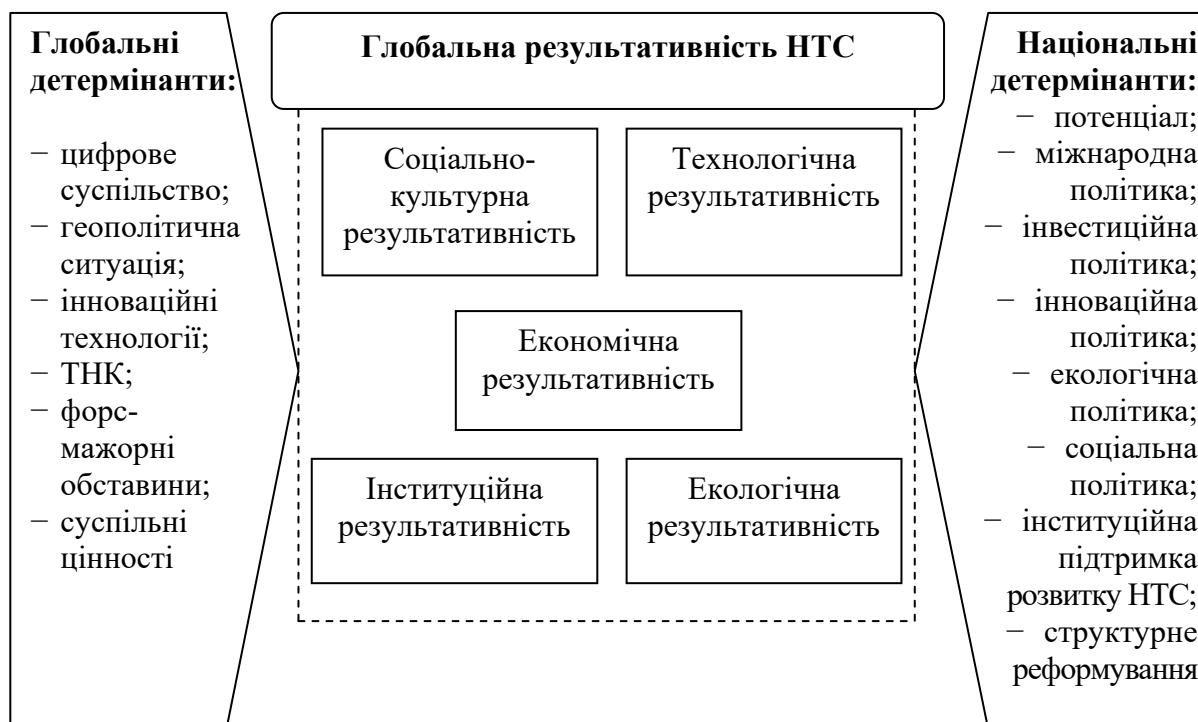 Глобальні
детермінанти:
− цифрове
суспільство;
− геополітична
ситуація;
− інноваційні
технології;
− ТНК;
− форс-
мажорні
обставини;
− суспільні
цінності
Глобальна результативність НТС
Соціально-
культурна
результативність
Технологічна
результативність
Економічна
результативність
Інституційна
результативність
Екологічна
результативність
Національні
детермінанти:
− потенціал;
− міжнародна
політика;
− інвестиційна
політика;
− інноваційна
політика;
− екологічна
політика;
− соціальна
політика;
− інституційна
підтримка
розвитку НТС;
− структурне
реформування